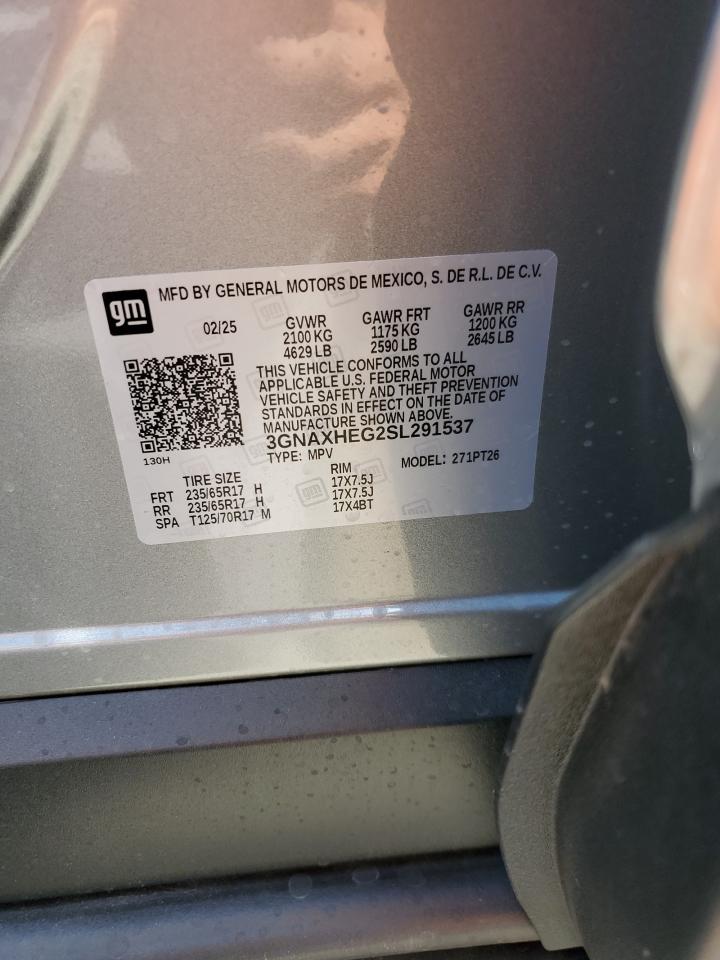 gm
MFD BY GENERAL MOTORS DE MEXICO, S. DE R.L. DE C.V.
02/25 GVWR GAWR FRT GAWR RR
2100 KG 1175 KG 1200 KG
4629 LB 2590 LB 2645 LB
THIS VEHICLE CONFORMS TO ALL
APPLICABLE U.S. FEDERAL MOTOR
VEHICLE SAFETY AND THEFT PREVENTION
STANDARDS IN EFFECT ON THE DATE OF
MANUFACTURE SHOWN ABOVE.
3GNAXHEG2SL291537
130H
TYPE: MPV MODEL: 271PT26
TIRE SIZE RIM
FRT 235/65R17 H 17X7.5J
RR 235/65R17 H 17X7.5J
SPA T125/70R17 M 17X4BT